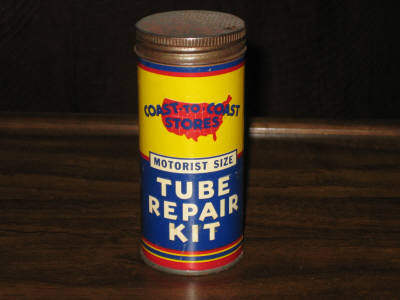 COAST-TO-COAST
STORES
MOTORIST SIZE
TUBE
REPAIR
KIT